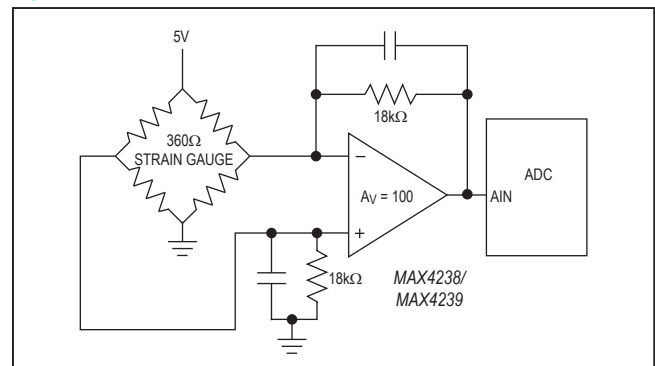 5V
18kΩ
360Ω
STRAIN GAUGE
ADC
−
AV = 100
AIN
+
18kΩ
MAX4238/
MAX4239